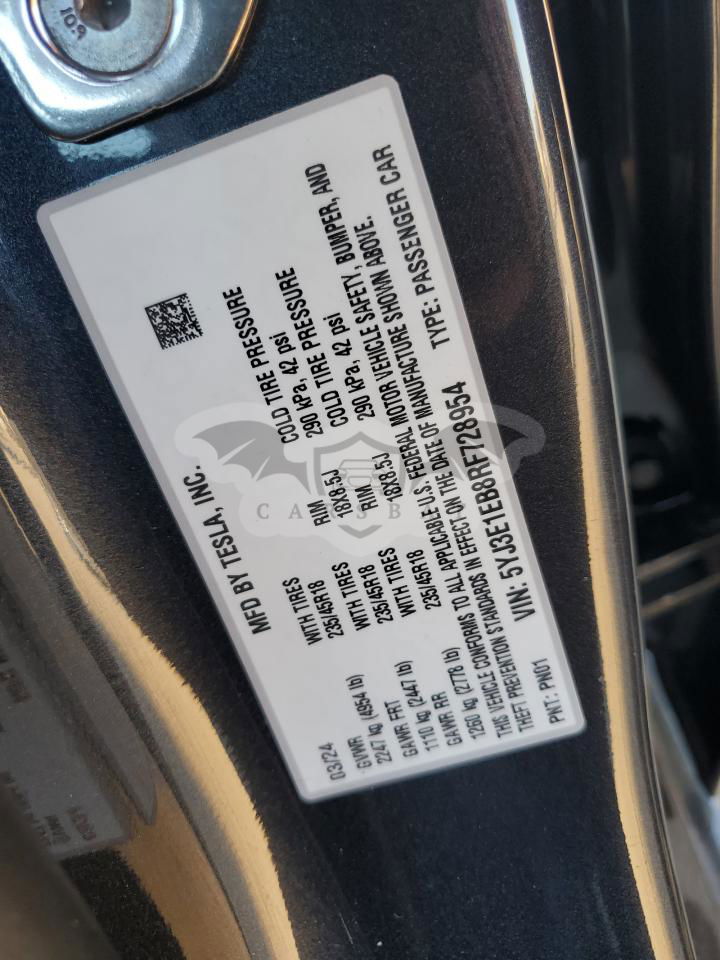 MFD BY TESLA, INC.
03/24
GVWR WITH TIRES RIM COLD TIRE PRESSURE
2247 kg (4954 lb) 235/45R18 18X8.5J 290 kPa, 42 psi
GAWR FRT WITH TIRES RIM COLD TIRE PRESSURE
1110 kg (2447 lb) 235/45R18 18X8.5J 290 kPa, 42 psi
GAWR RR WITH TIRES RIM COLD TIRE PRESSURE
1260 kg (2778 lb) 235/45R18 18X8.5J 290 kPa, 42 psi
THIS VEHICLE CONFORMS TO ALL APPLICABLE U.S. FEDERAL MOTOR VEHICLE SAFETY, BUMPER, AND
THEFT PREVENTION STANDARDS IN EFFECT ON THE DATE OF MANUFACTURE SHOWN ABOVE.
VIN: 5YJ3E1EB8RF728954 TYPE: PASSENGER CAR
PNT: PN01
10.9